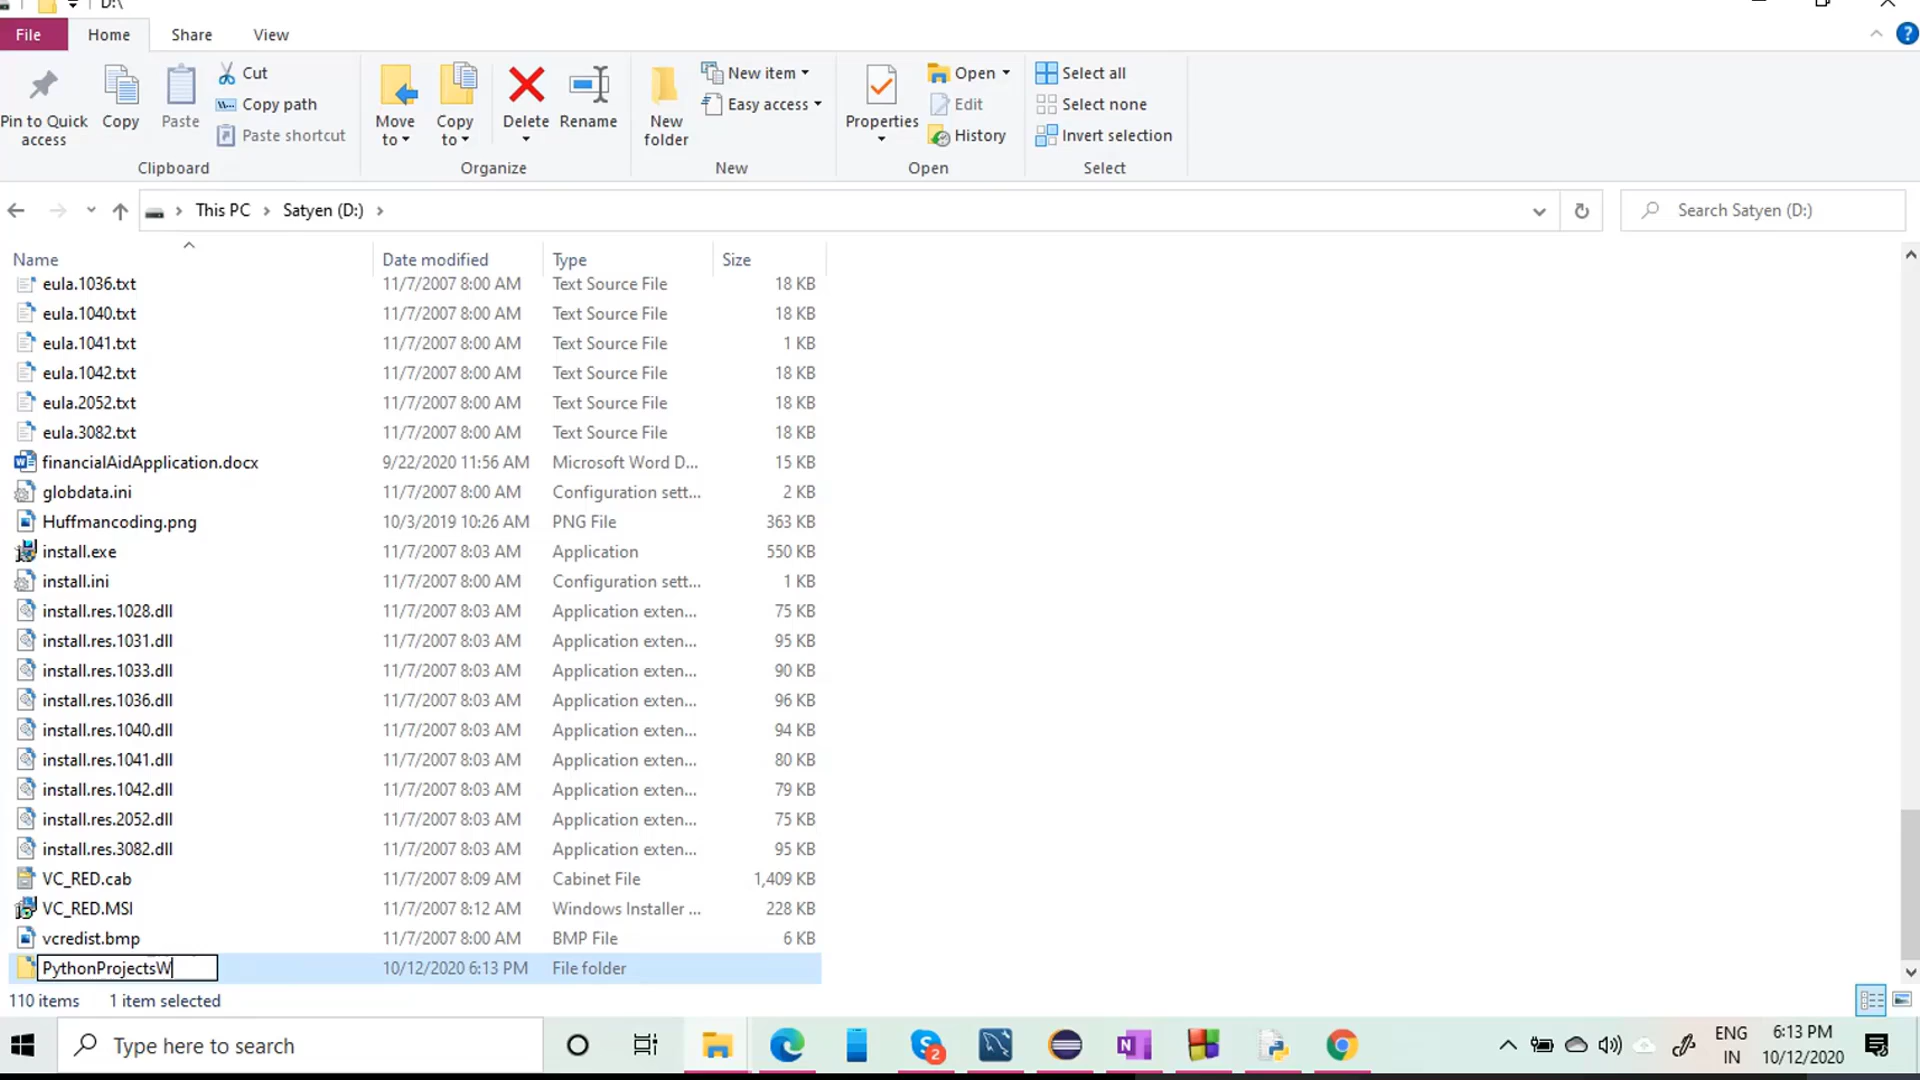 D:\
File Home Share View
Pin to Quick access
Copy
Paste
Cut
Copy path
Paste shortcut
Clipboard
Move to
Copy to
Delete
Rename
Organize
New folder
New item
Easy access
New
Properties
Open
Edit
History
Open
Select all
Select none
Invert selection
Select
This PC Satyen (D:)
Search Satyen (D:)
Name Date modified Type Size
eula.1036.txt 11/7/2007 8:00 AM Text Source File 18 KB
eula.1040.txt 11/7/2007 8:00 AM Text Source File 18 KB
eula.1041.txt 11/7/2007 8:00 AM Text Source File 1 KB
eula.1042.txt 11/7/2007 8:00 AM Text Source File 18 KB
eula.2052.txt 11/7/2007 8:00 AM Text Source File 18 KB
eula.3082.txt 11/7/2007 8:00 AM Text Source File 18 KB
financialAidApplication.docx 9/22/2020 11:56 AM Microsoft Word D... 15 KB
globdata.ini 11/7/2007 8:00 AM Configuration sett... 2 KB
Huffmancoding.png 10/3/2019 10:26 AM PNG File 363 KB
install.exe 11/7/2007 8:03 AM Application 550 KB
install.ini 11/7/2007 8:00 AM Configuration sett... 1 KB
install.res.1028.dll 11/7/2007 8:03 AM Application exten... 75 KB
install.res.1031.dll 11/7/2007 8:03 AM Application exten... 95 KB
install.res.1033.dll 11/7/2007 8:03 AM Application exten... 90 KB
install.res.1036.dll 11/7/2007 8:03 AM Application exten... 96 KB
install.res.1040.dll 11/7/2007 8:03 AM Application exten... 94 KB
install.res.1041.dll 11/7/2007 8:03 AM Application exten... 80 KB
install.res.1042.dll 11/7/2007 8:03 AM Application exten... 79 KB
install.res.2052.dll 11/7/2007 8:03 AM Application exten... 75 KB
install.res.3082.dll 11/7/2007 8:03 AM Application exten... 95 KB
VC_RED.cab 11/7/2007 8:09 AM Cabinet File 1,409 KB
VC_RED.MSI 11/7/2007 8:12 AM Windows Installer ... 228 KB
vcredist.bmp 11/7/2007 8:00 AM BMP File 6 KB
PythonProjectsW 10/12/2020 6:13 PM File folder
110 items 1 item selected
Type here to search
S 2
N
ENG IN
6:13 PM
10/12/2020